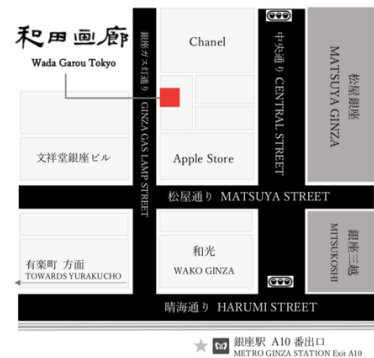 和田画廊
Wada Garou Tokyo
Chanel
銀座ガス灯通り GINZA GAS LAMP STREET
中央通り CENTRAL STREET
松屋銀座
MATSUYA GINZA
文祥堂銀座ビル
Apple Store
松屋通り MATSUYA STREET
有楽町 方面
TOWARDS YURAKUCHO
和光
WAKO GINZA
銀座三越
MITSUKOSHI
晴海通り HARUMI STREET
銀座駅 A10 番出口
METRO GINZA STATION Exit A10